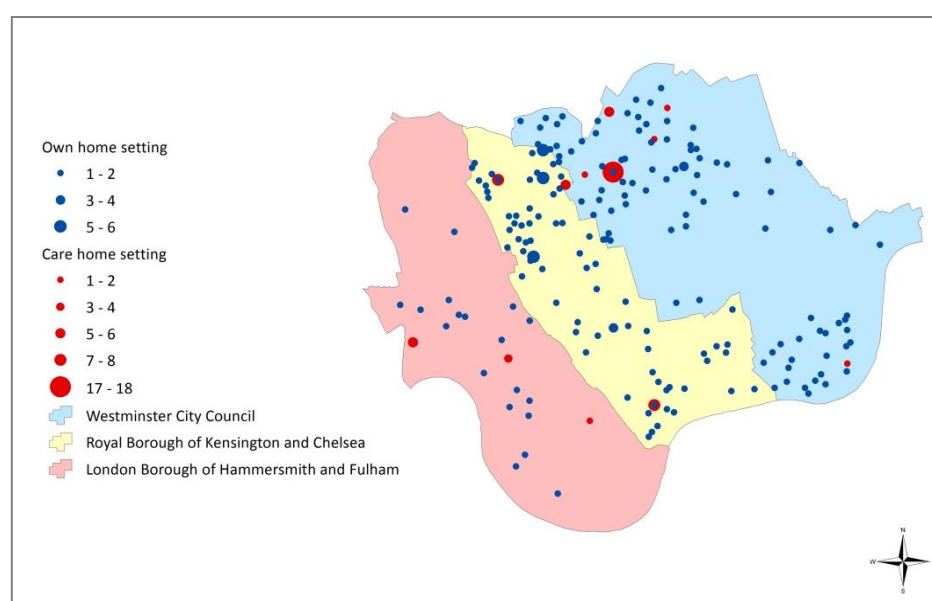 Own home setting
1 - 2
3 - 4
5 - 6
Care home setting
1 - 2
3 - 4
5 - 6
7 - 8
17 - 18
Westminster City Council
Royal Borough of Kensington and Chelsea
London Borough of Hammersmith and Fulham
N
W E
S